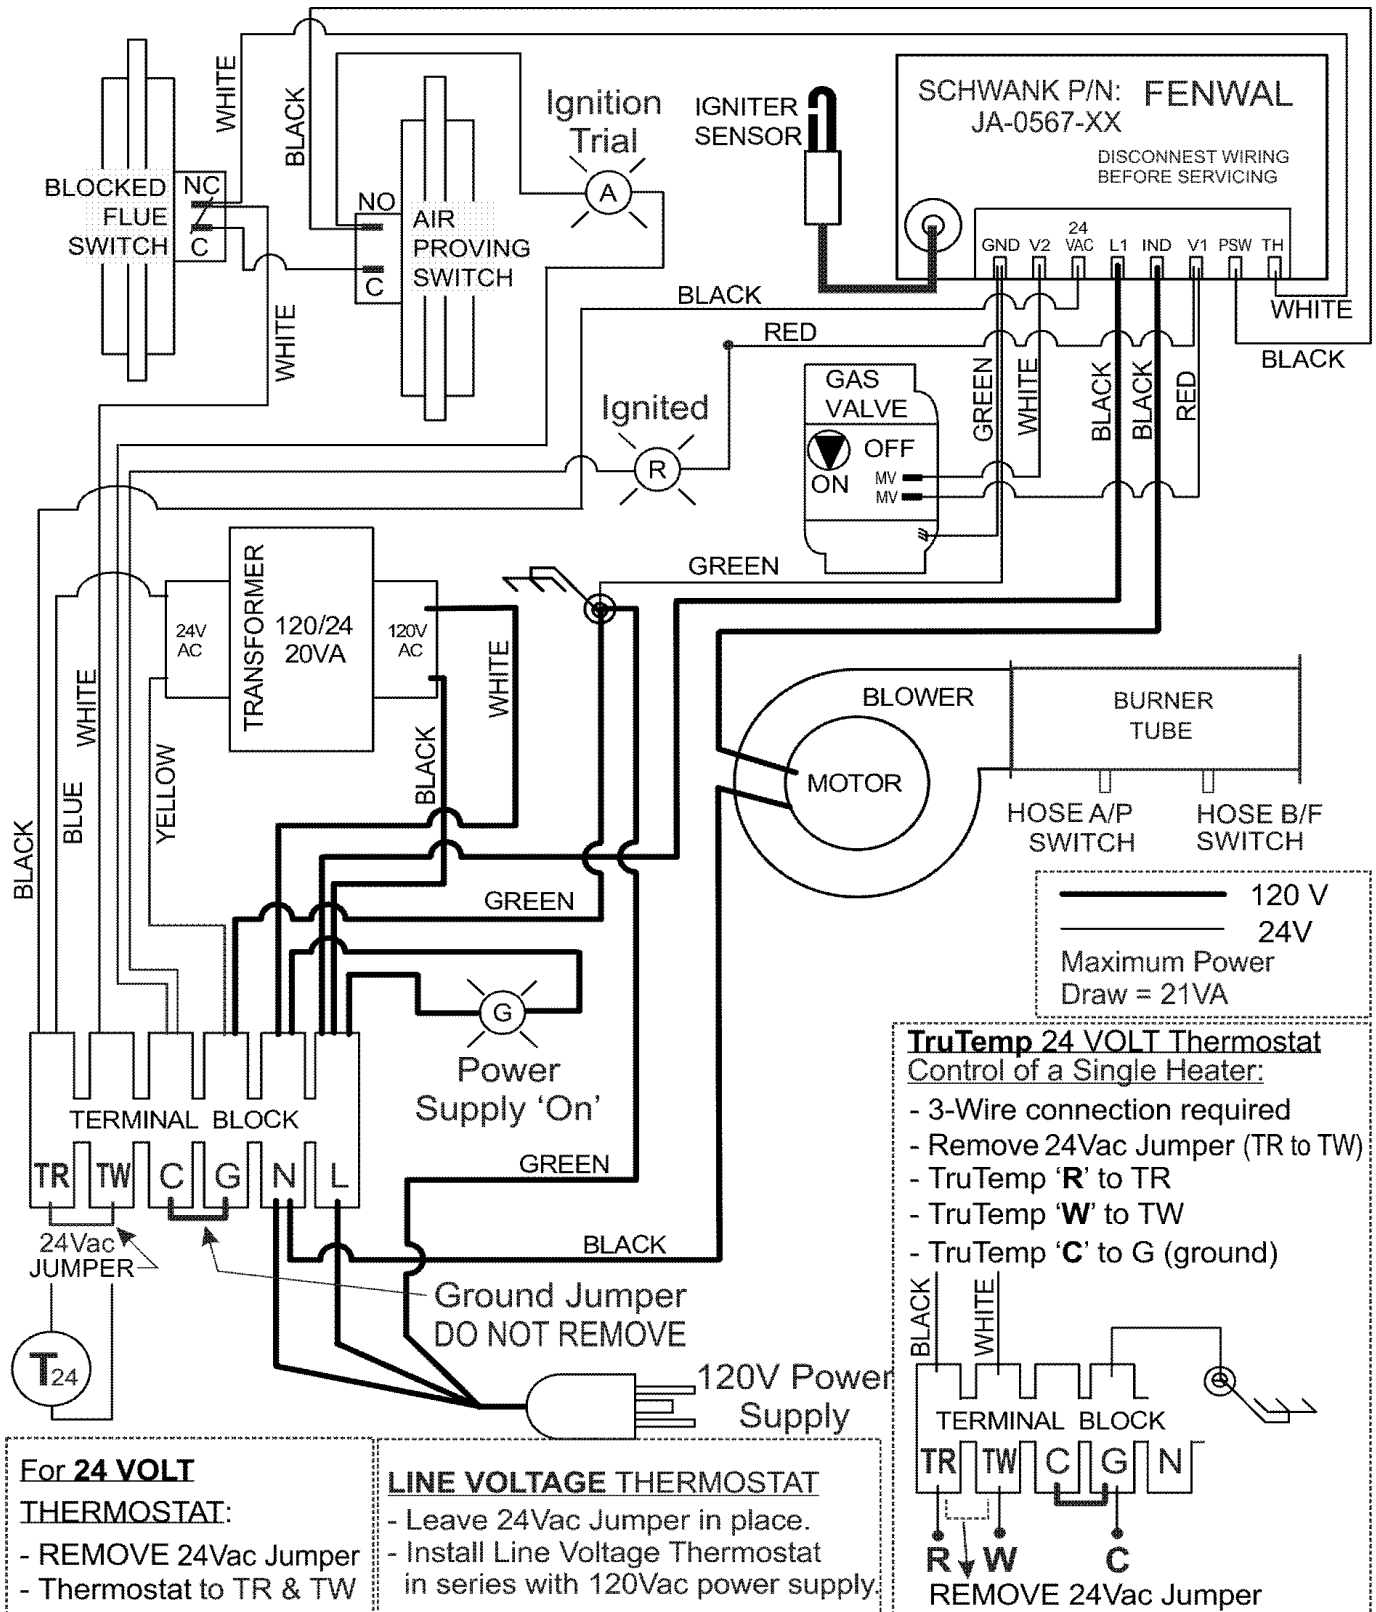 WHITE
BLACK
Ignition
Trial
A
IGNITER
SENSOR
SCHWANK P/N: FENWAL
JA-0567-XX
DISCONNEST WIRING
BEFORE SERVICING
GND V2 24 VAC L1 IND V1 PSW TH
BLOCKED
FLUE
SWITCH
NC
C
NO
C
AIR
PROVING
SWITCH
WHITE
BLACK
RED
WHITE
BLACK
GREEN
WHITE
BLACK
BLACK
RED
GAS
VALVE
OFF
ON
MV
MV
Ignited
R
GREEN
24V
AC
TRANSFORMER
120/24
20VA
120V
AC
WHITE
BLACK
BLACK
BLUE
WHITE
YELLOW
BLOWER
MOTOR
BURNER
TUBE
HOSE A/P
SWITCH
HOSE B/F
SWITCH
GREEN
G
Power
Supply ‘On’
120 V
24V
Maximum Power
Draw = 21VA
TERMINAL BLOCK
TR TW C G N L
24Vac
JUMPER
GREEN
BLACK
Ground Jumper
DO NOT REMOVE
T24
120V Power
Supply
TruTemp 24 VOLT Thermostat
Control of a Single Heater:
- 3-Wire connection required
- Remove 24Vac Jumper (TR to TW)
- TruTemp ‘R’ to TR
- TruTemp ‘W’ to TW
- TruTemp ‘C’ to G (ground)
BLACK
WHITE
TERMINAL BLOCK
TR TW C G N
R W C
REMOVE 24Vac Jumper
For 24 VOLT
THERMOSTAT:
- REMOVE 24Vac Jumper
- Thermostat to TR & TW
LINE VOLTAGE THERMOSTAT
- Leave 24Vac Jumper in place.
- Install Line Voltage Thermostat
in series with 120Vac power supply.